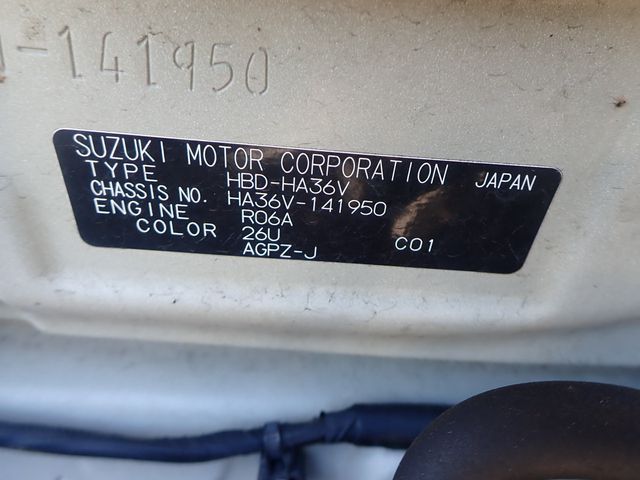 -141950
SUZUKI MOTOR CORPORATION JAPAN
TYPE HBD-HA36V
CHASSIS NO. HA36V-141950
ENGINE R06A
COLOR 26U C01
AGPZ-J